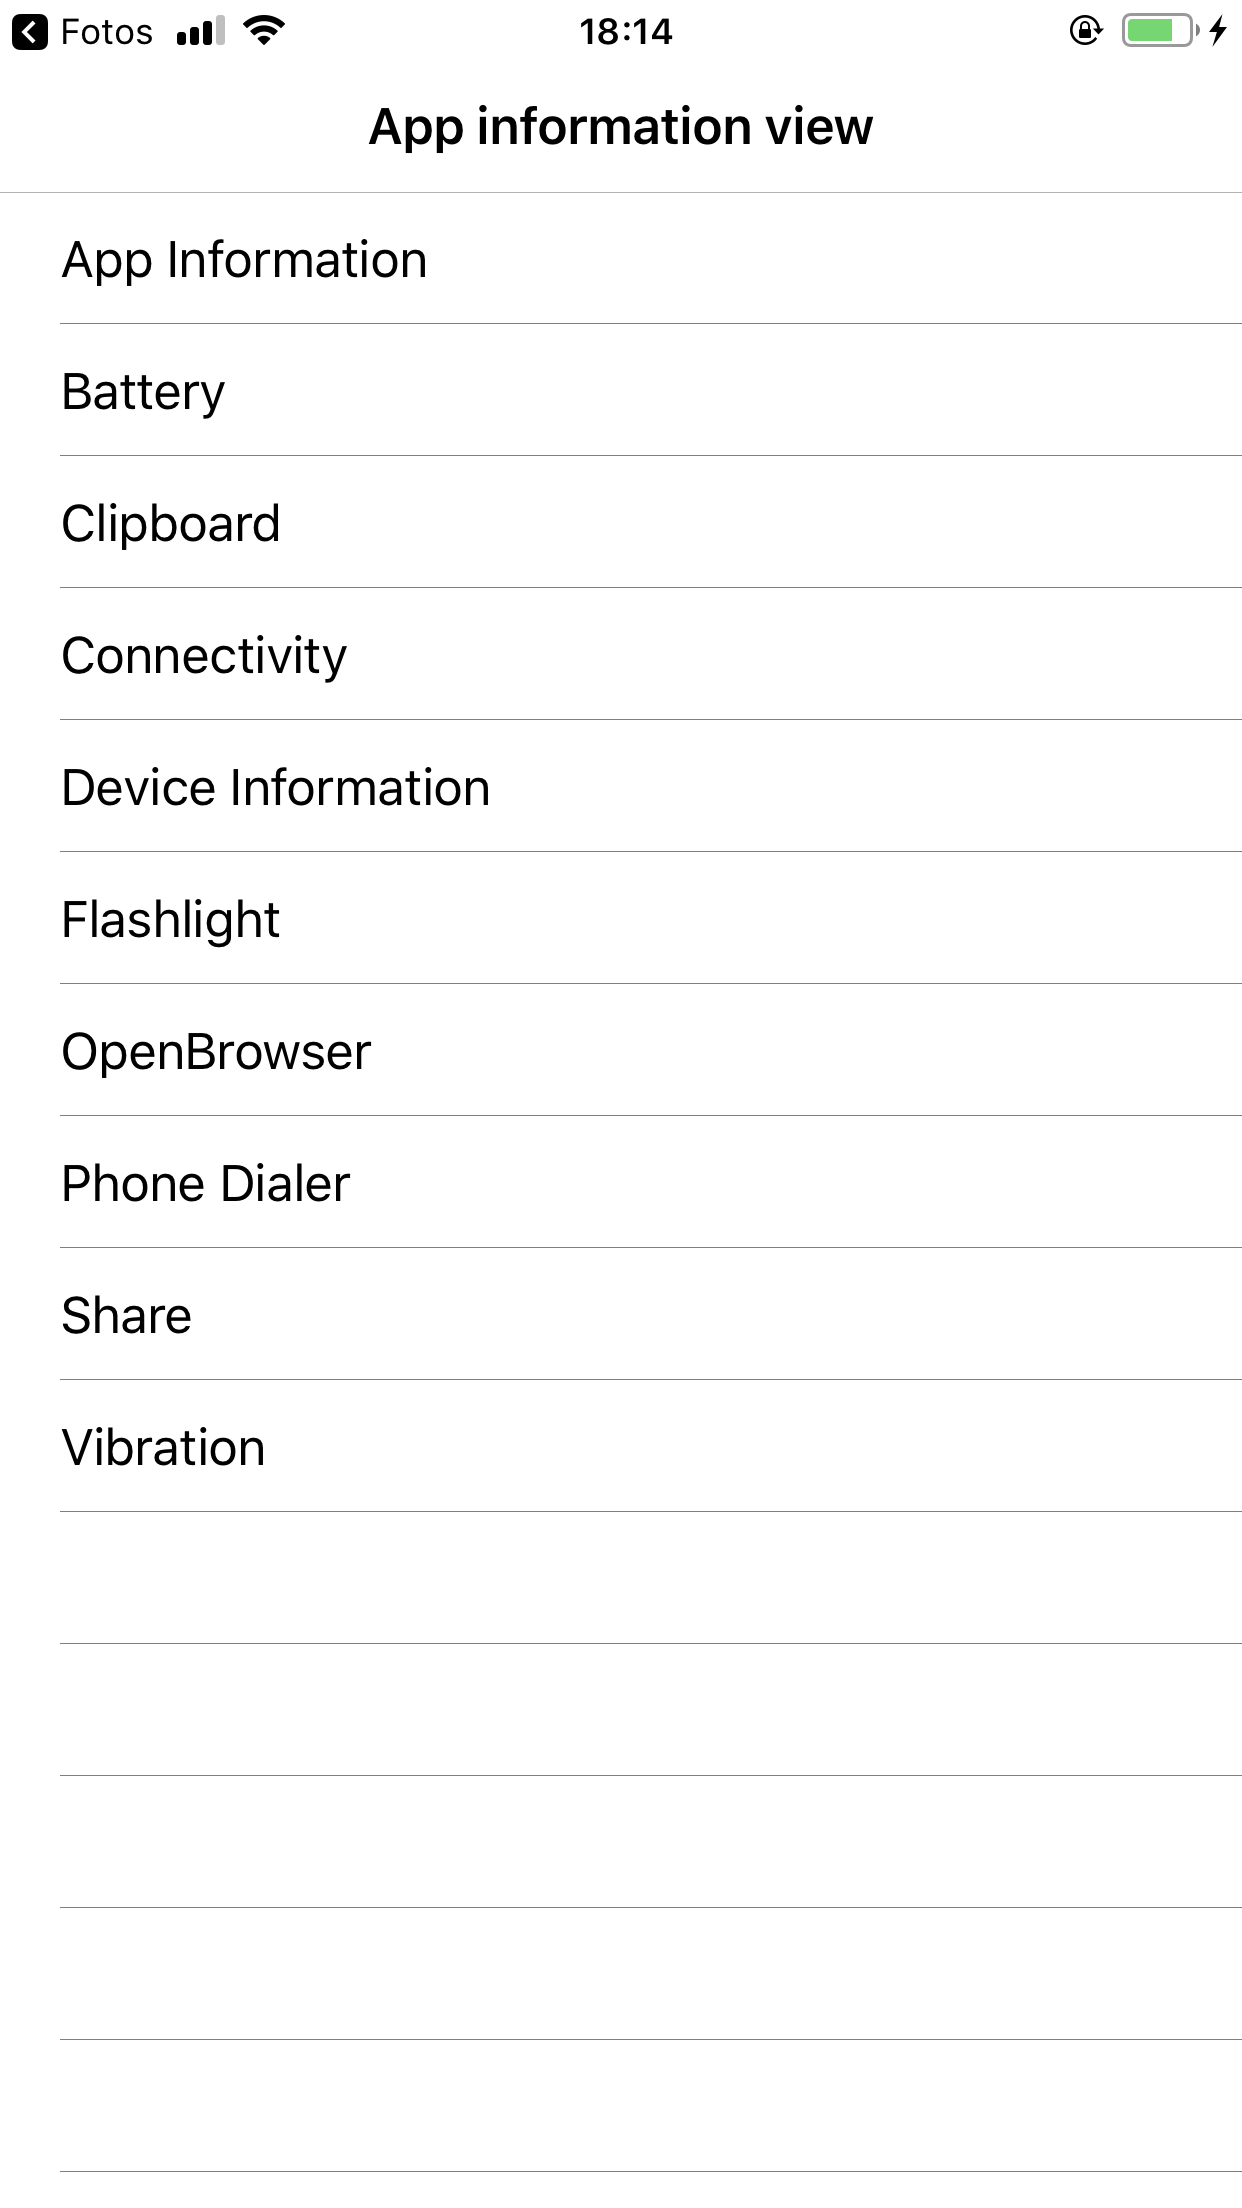 Fotos 18:14
App information view
App Information
Battery
Clipboard
Connectivity
Device Information
Flashlight
OpenBrowser
Phone Dialer
Share
Vibration